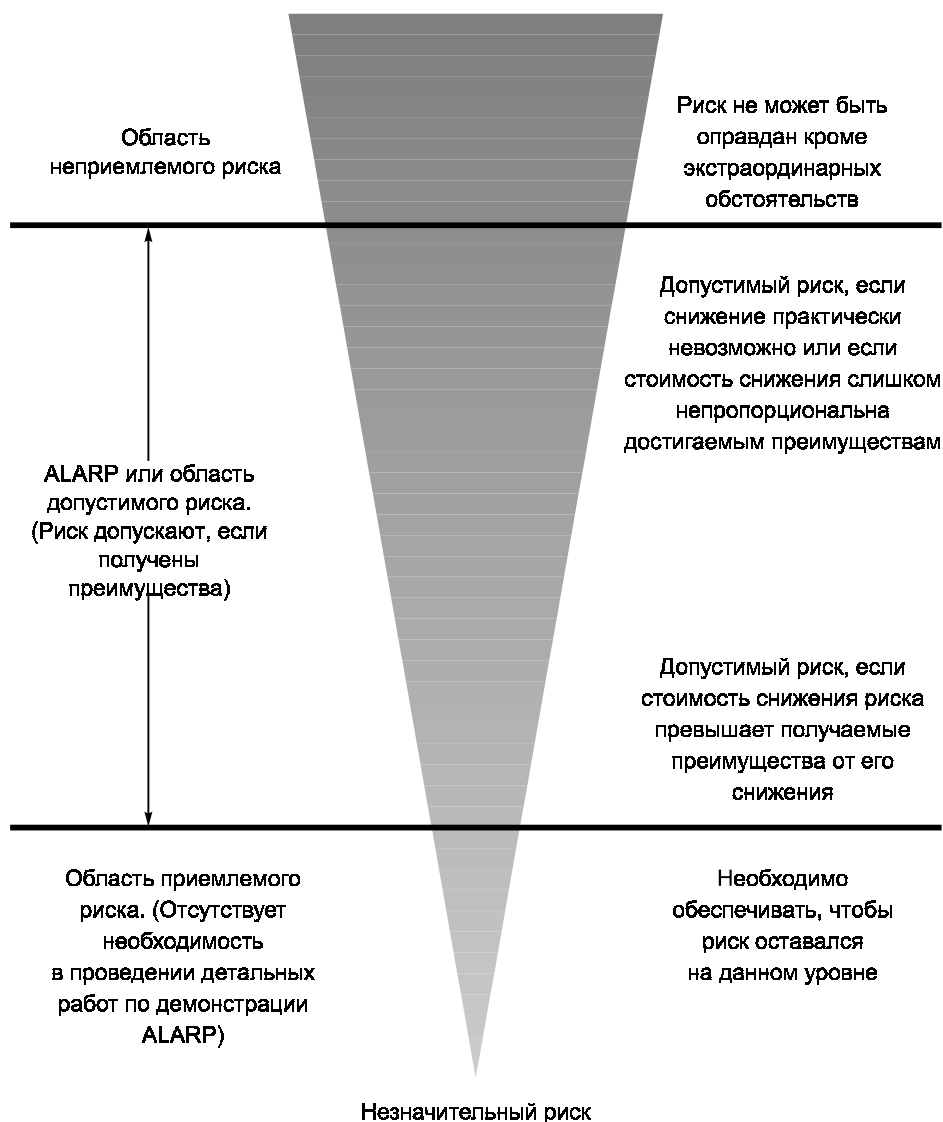 Область
неприемлемого риска
Риск не может быть
оправдан кроме
экстраординарных
обстоятельств
Допустимый риск, если
снижение практически
невозможно или если
стоимость снижения слишком
непропорциональна
достигаемым преимуществам
ALARP или область
допустимого риска.
(Риск допускают, если
получены
преимущества)
Допустимый риск, если
стоимость снижения риска
превышает получаемые
преимущества от его
снижения
Область приемлемого
риска. (Отсутствует
необходимость
в проведении детальных
работ по демонстрации
ALARP)
Необходимо
обеспечивать, чтобы
риск оставался
на данном уровне
Незначительный риск